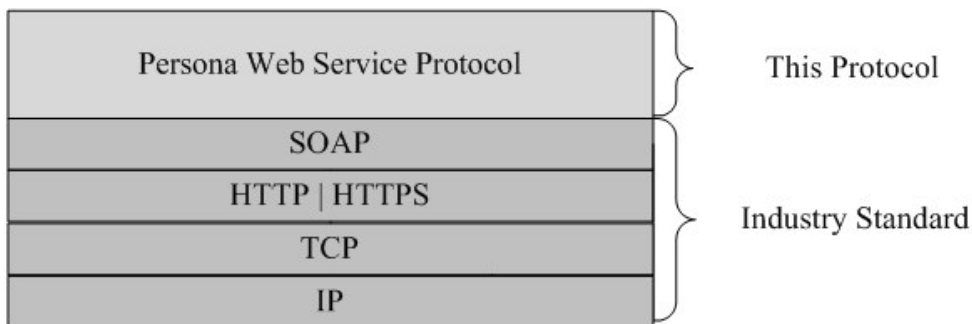 Persona Web Service Protocol
This Protocol
SOAP
HTTP | HTTPS
TCP
IP
Industry Standard